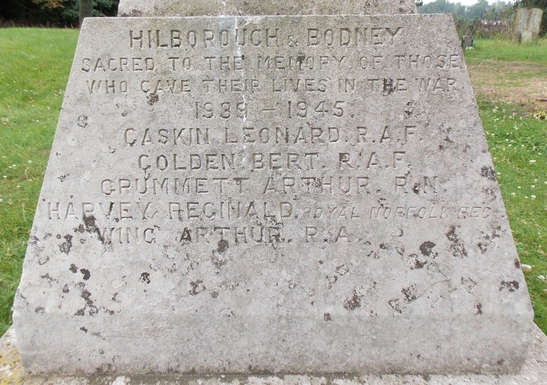 HILBOROUGH & BODNEY
SACRED TO THE MEMORY OF THOSE
WHO GAVE THEIR LIVES IN THE WAR
1939 – 1945.
GASKIN LEONARD. R.A.F.
GOLDEN BERT. R.A.F.
GRUMMETT ARTHUR. R.N.
HARVEY REGINALD. ROYAL NORFOLK REG.
WING ARTHUR. R.A.